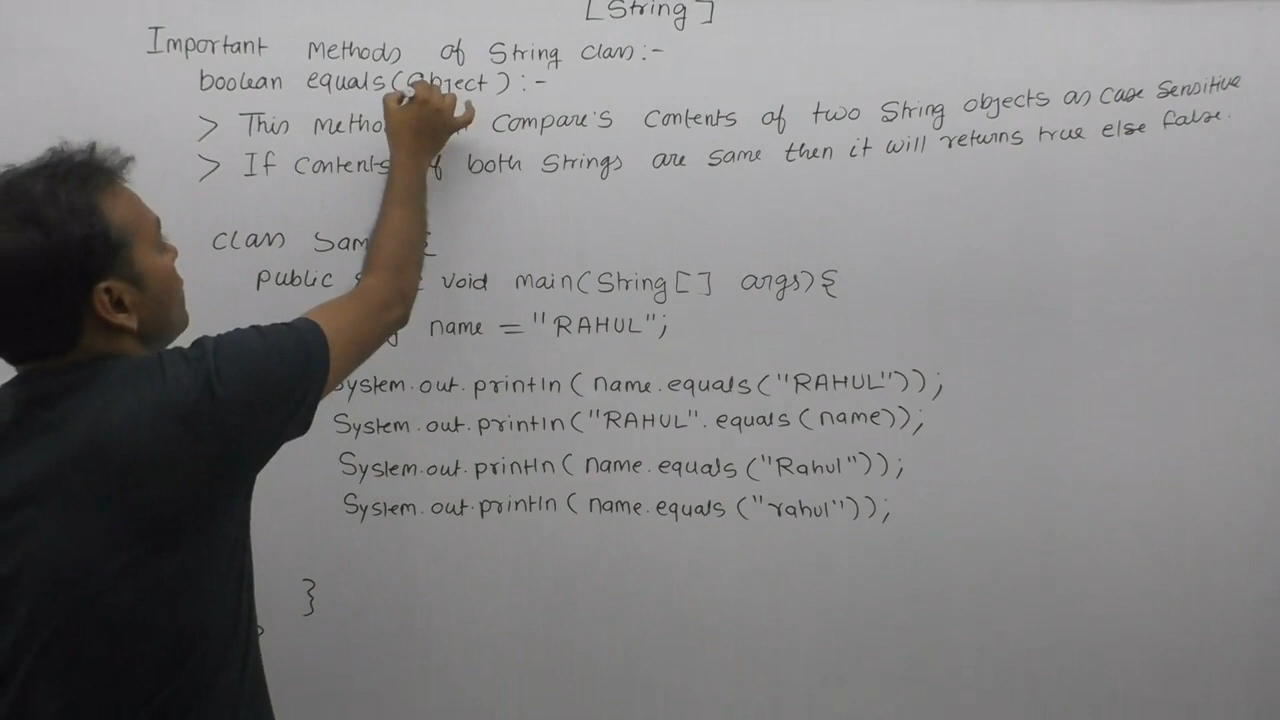 [String]
Important Methods of String Class:-
boolean equals(Object):-
> This Compare's Contents of two String objects as case sensitive
> If Contents both Strings are same then it will returns true else false.
class {
public void main(String[] args){
name = "RAHUL";
System.out.println(name.equals("RAHUL"));
System.out.println("RAHUL".equals(name));
System.out.println(name.equals("Rahul"));
System.out.println(name.equals("rahul"));
}